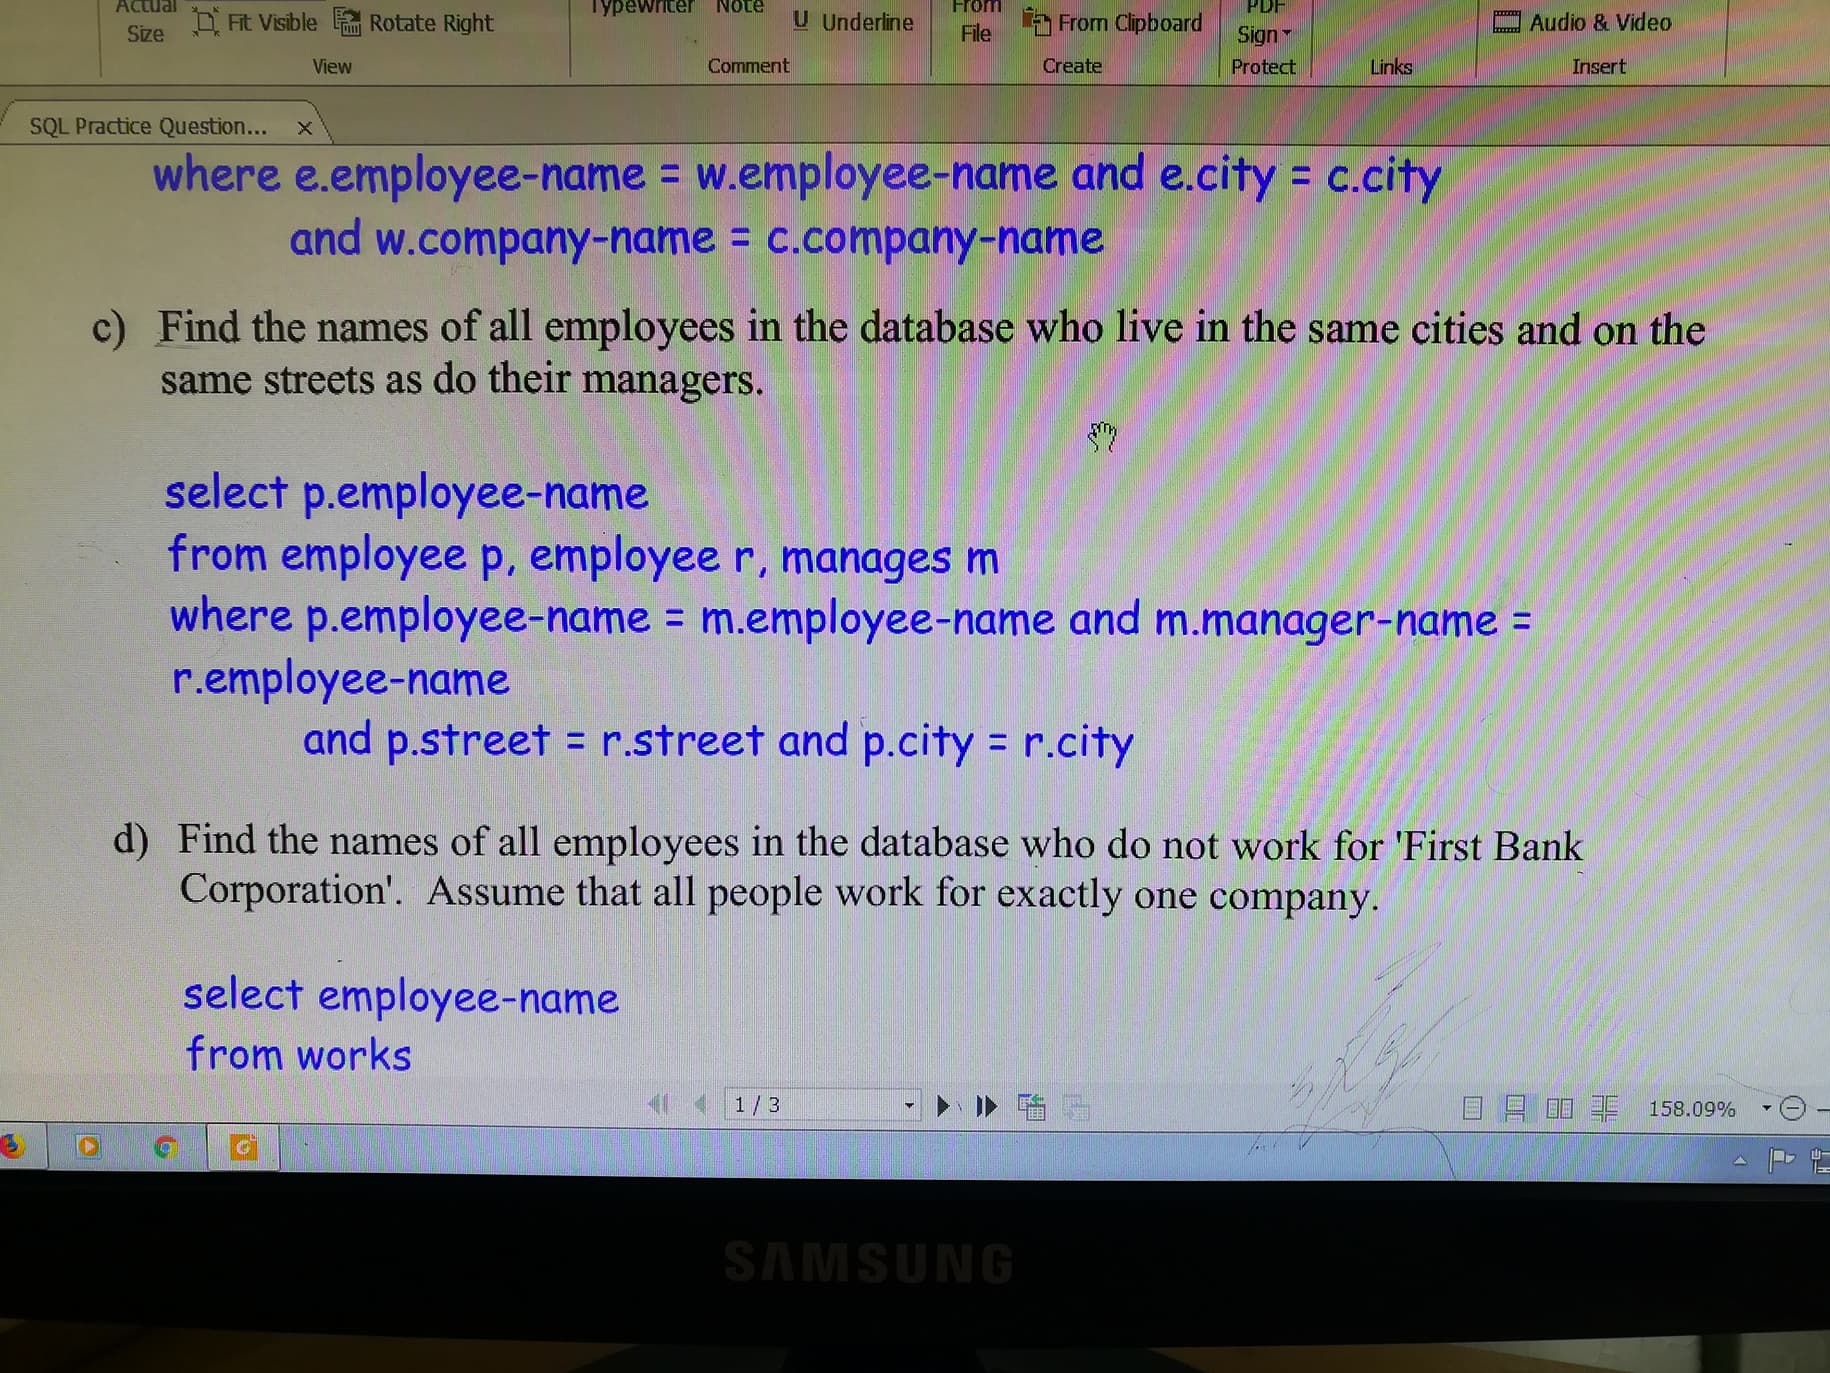 Actual
Size
Fit Visible
Rotate Right
View
Typewriter Note
U Underline
Comment
From
File
From Clipboard
Create
PDF
Sign
Protect
Links
Audio & Video
Insert
SQL Practice Question... x
where e.employee-name = w.employee-name and e.city = c.city
and w.company-name = c.company-name
c) Find the names of all employees in the database who live in the same cities and on the
same streets as do their managers.
select p.employee-name
from employee p, employee r, manages m
where p.employee-name = m.employee-name and m.manager-name =
r.employee-name
and p.street = r.street and p.city = r.city
d) Find the names of all employees in the database who do not work for 'First Bank
Corporation'. Assume that all people work for exactly one company.
select employee-name
from works
1 / 3
158.09%
SAMSUNG